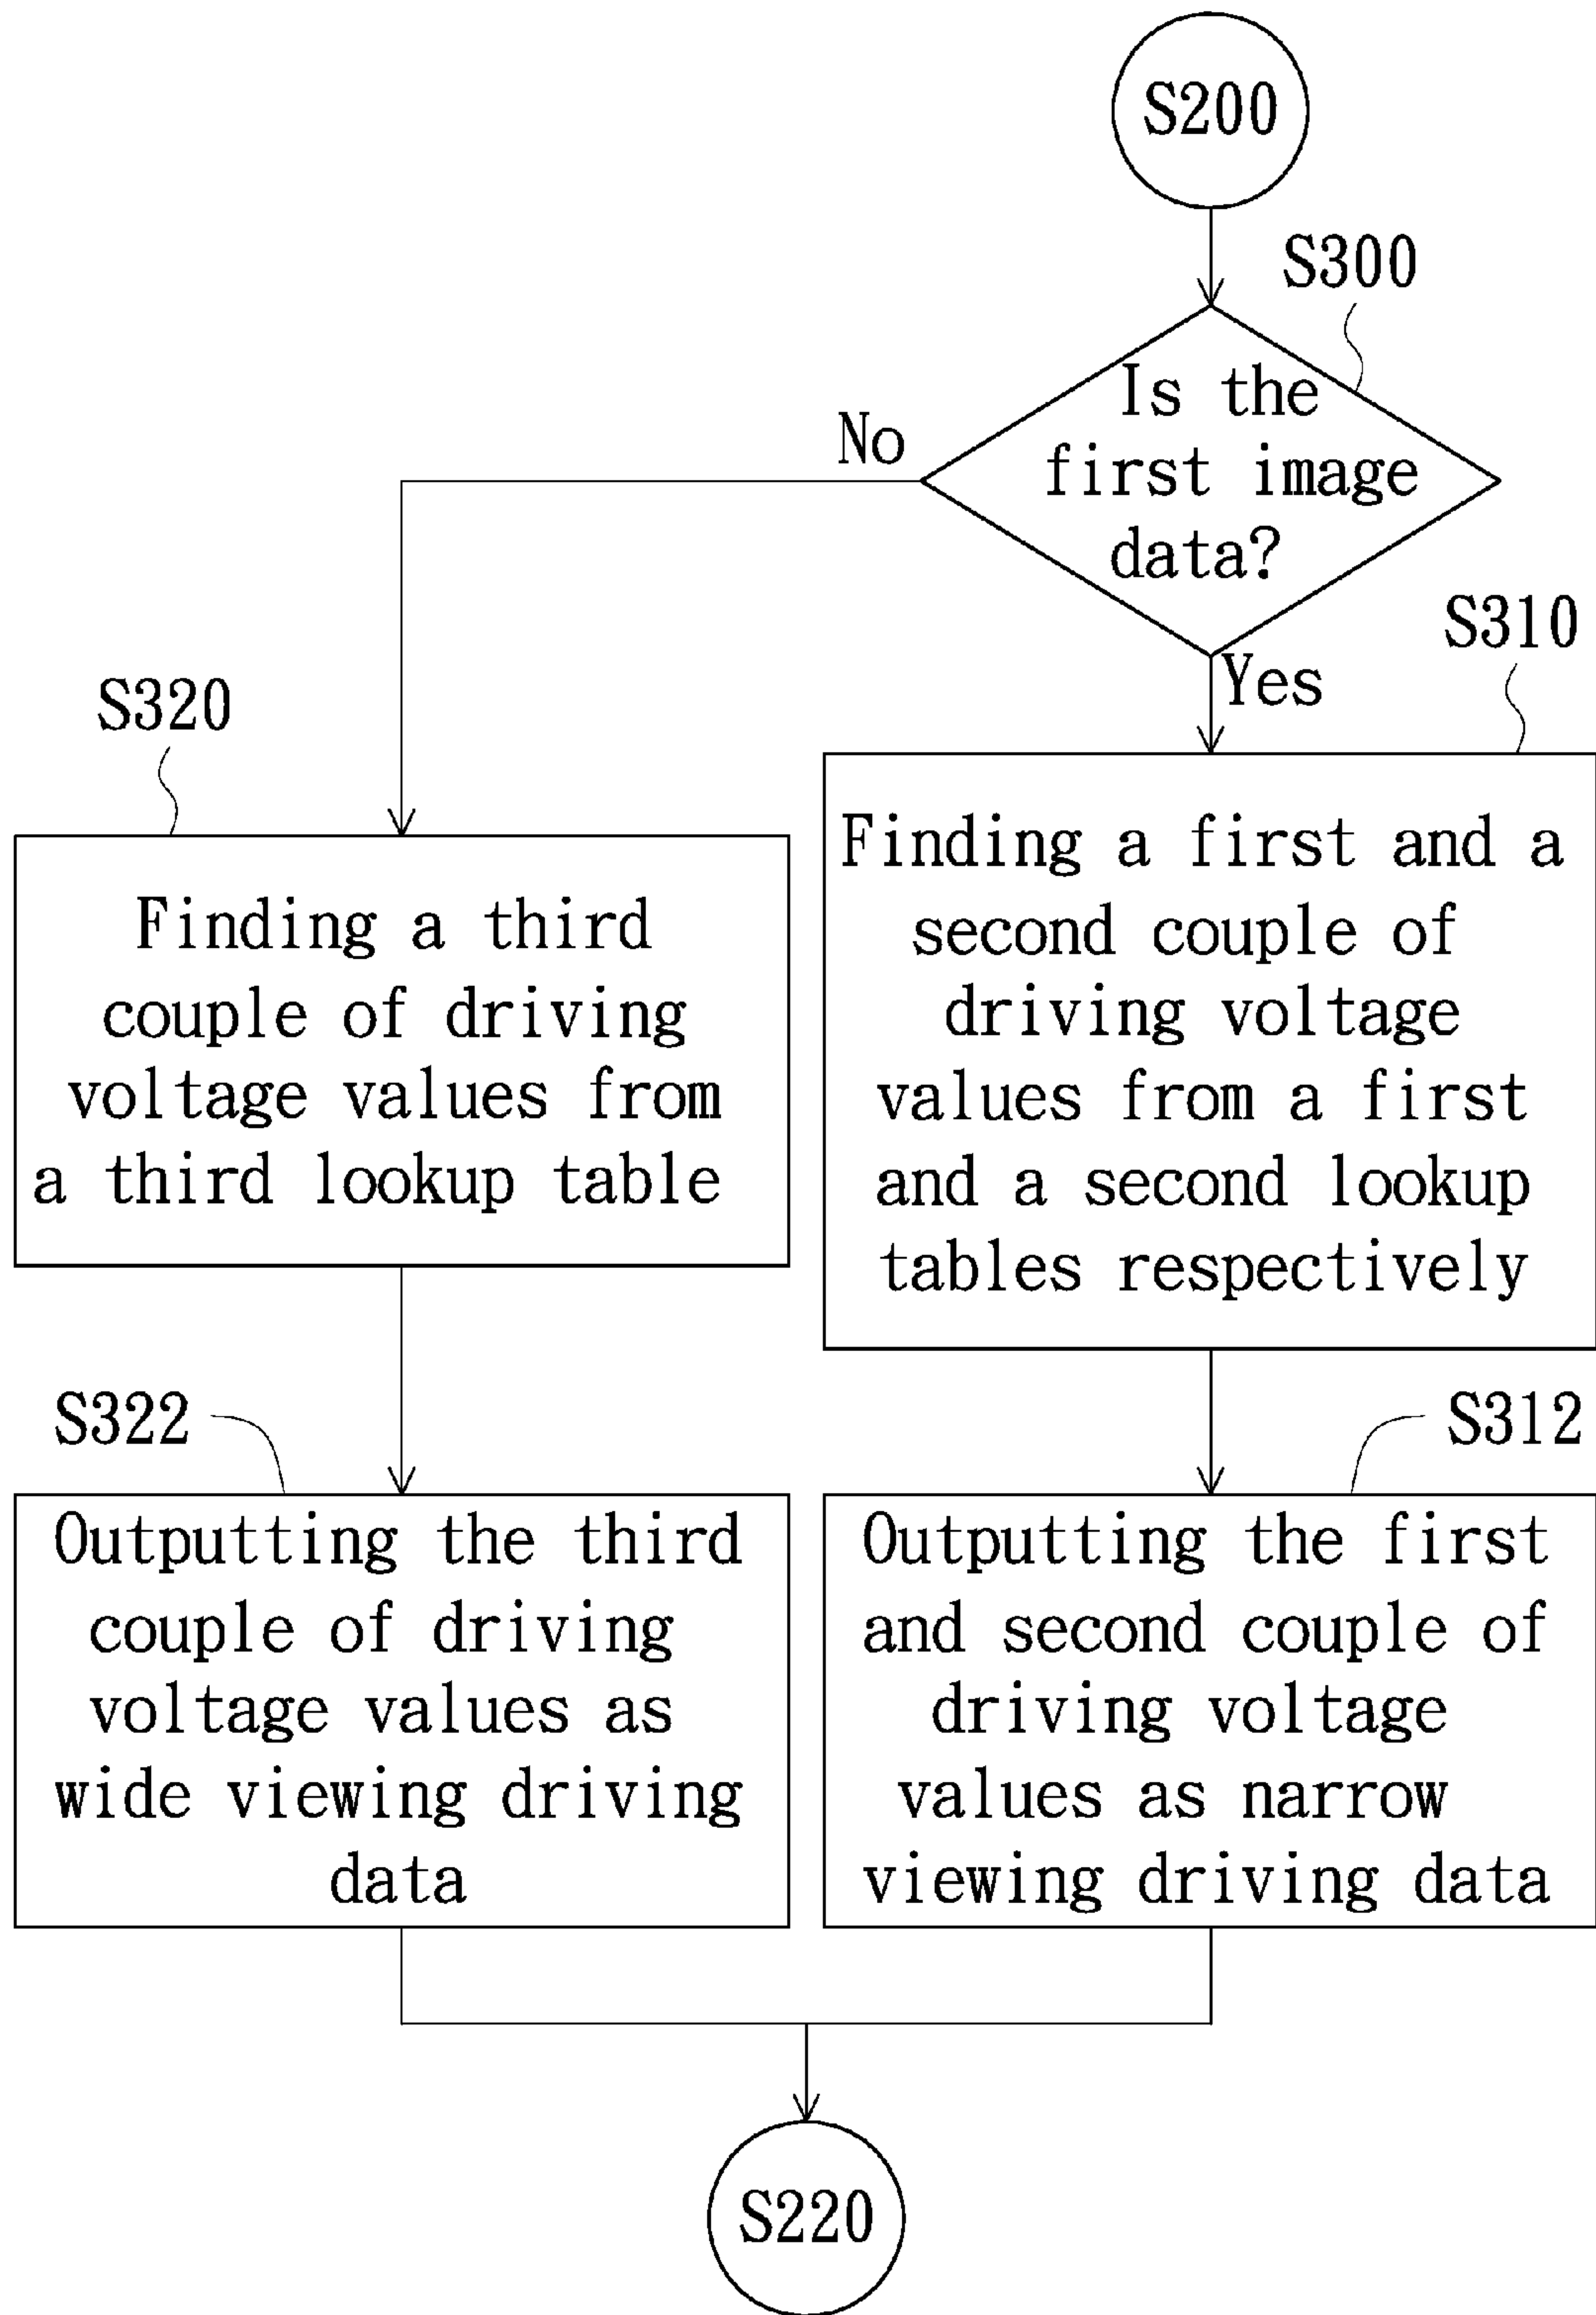 S200
S300
Is the
first image
data?
No
Yes
S310
S320
Finding a first and a
second couple of
driving voltage
values from a first
and a second lookup
tables respectively
Finding a third
couple of driving
voltage values from
a third lookup table
S322
S312
Outputting the third
couple of driving
voltage values as
wide viewing driving
data
Outputting the first
and second couple of
driving voltage
values as narrow
viewing driving data
S220